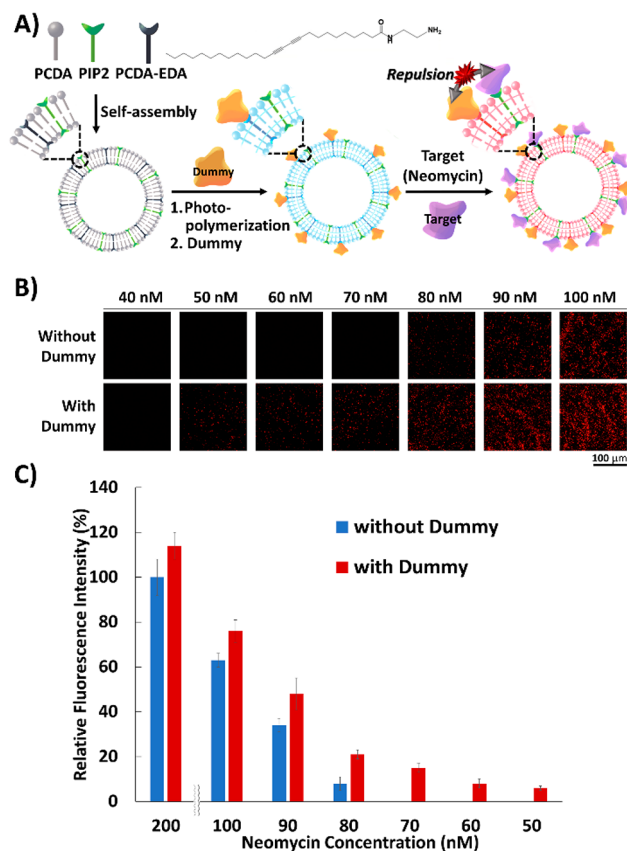 A)
O
N
H
NH₂
PCDA PIP2 PCDA-EDA
Self-assembly
Repulsion
Dummy
1.Photo-
polymerization
2. Dummy
Target
(Neomycin)
Target
B)
40 nM 50 nM 60 nM 70 nM 80 nM 90 nM 100 nM
Without
Dummy
With
Dummy
100 μm
C)
Relative Fluorescence Intensity (%)
140
120
100
80
60
40
20
0
without Dummy
with Dummy
200 100 90 80 70 60 50
Neomycin Concentration (nM)